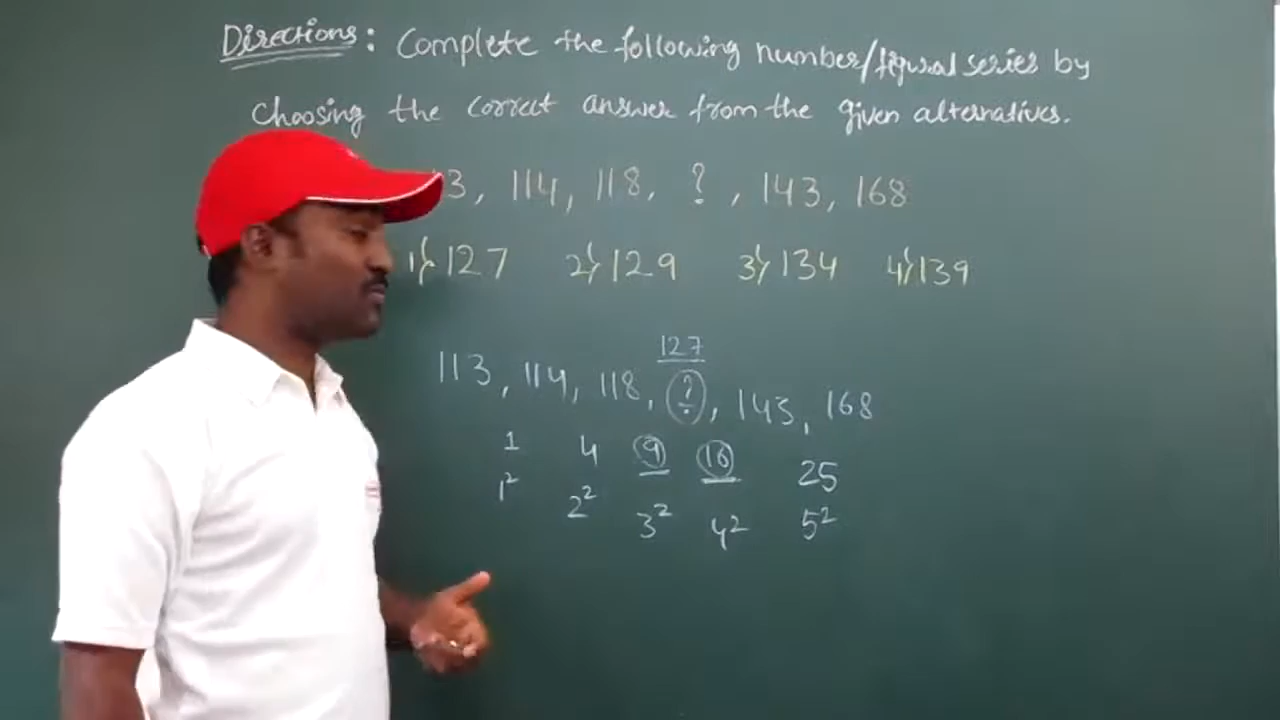 Directions: Complete the following number/figural series by
choosing the correct answer from the given alternatives.
3, 114, 118, ?, 143, 168
1) 127 2) 129 3) 134 4) 139
127
113, 114, 118, ?, 143, 168
1 4 9 16 25
1² 2² 3² 4² 5²